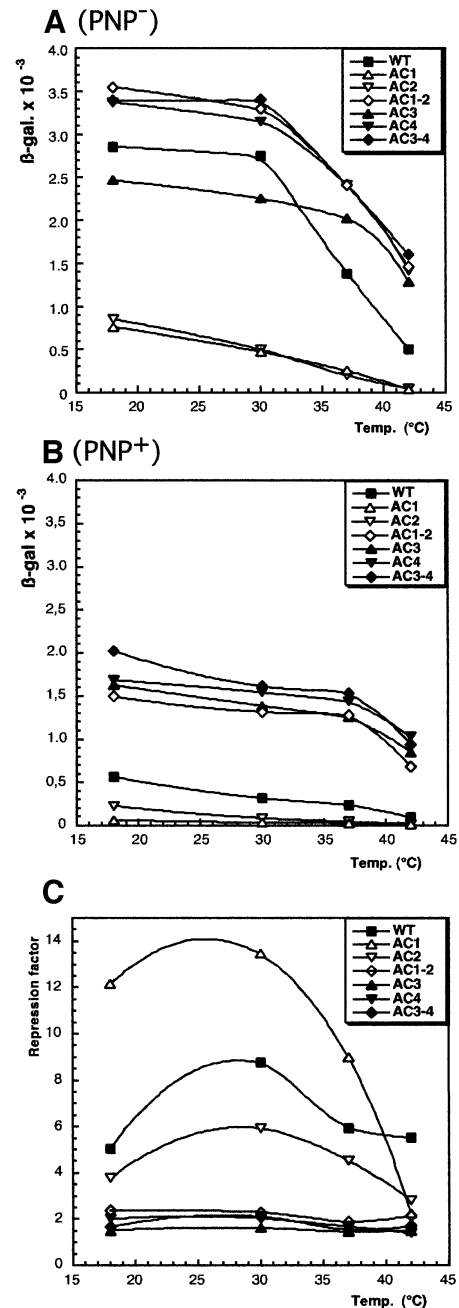 A (PNP⁻)
ß-gal. x 10 ⁻³
4.0
3.5
3.0
2.5
2.0
1.5
1.0
0.5
0
15 20 25 30 35 40 45
Temp. (°C)
WT
AC1
AC2
AC1-2
AC3
AC4
AC3-4
B (PNP⁺)
ß-gal x 10 ⁻³
4.0
3.5
3.0
2,5
2,0
1,5
1.0
0,5
0
15 20 25 30 35 40 45
Temp. (°C)
WT
AC1
AC2
AC1-2
AC3
AC4
AC3-4
C
Repression factor
14
12
10
8
6
4
2
0
15 20 25 30 35 40 45
Temp. (°C)
WT
AC1
AC2
AC1-2
AC3
AC4
AC3-4